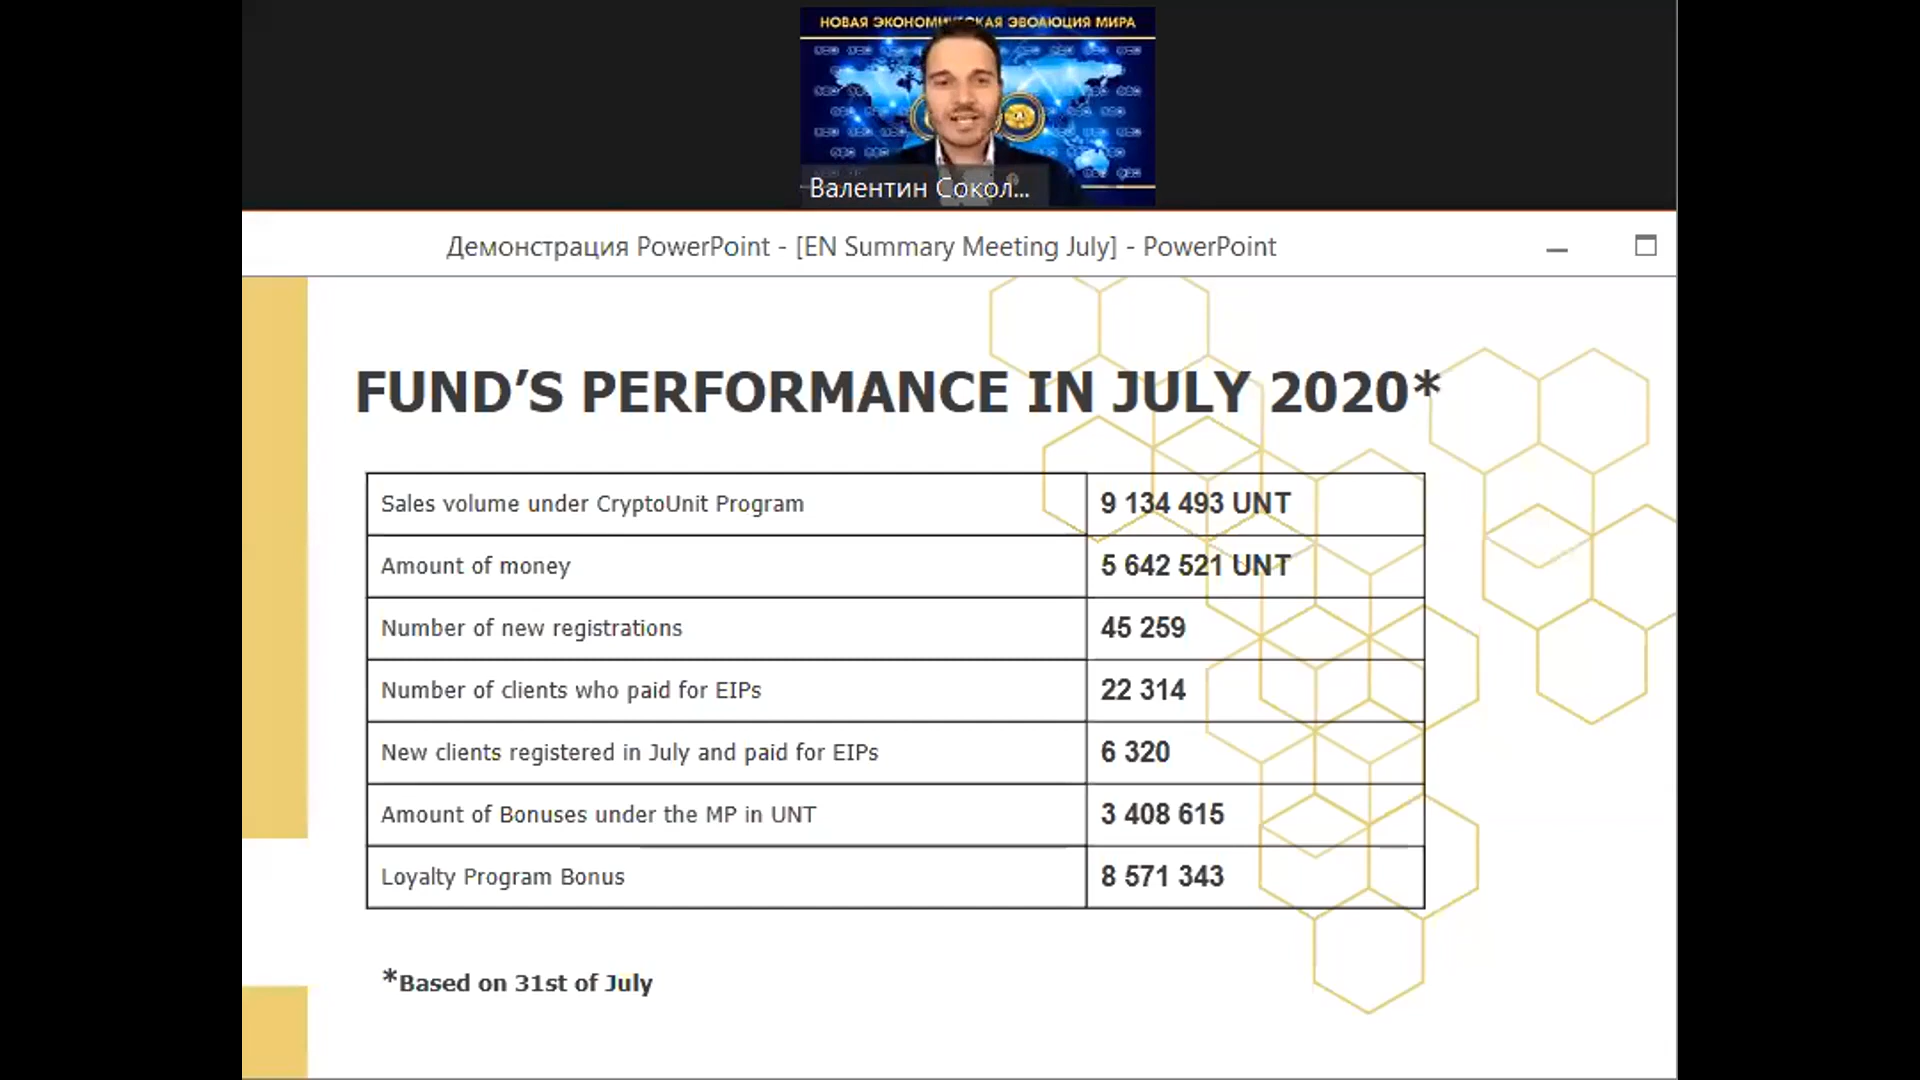 НОВАЯ ЭКОНОМИЧЕСКАЯ ЭВОЛЮЦИЯ МИРА
Валентин Сокол...
Демонстрация PowerPoint - [EN Summary Meeting July] - PowerPoint
FUND’S PERFORMANCE IN JULY 2020*
Sales volume under CryptoUnit Program 9 134 493 UNT
Amount of money 5 642 521 UNT
Number of new registrations 45 259
Number of clients who paid for EIPs 22 314
New clients registered in July and paid for EIPs 6 320
Amount of Bonuses under the MP in UNT 3 408 615
Loyalty Program Bonus 8 571 343
*Based on 31st of July